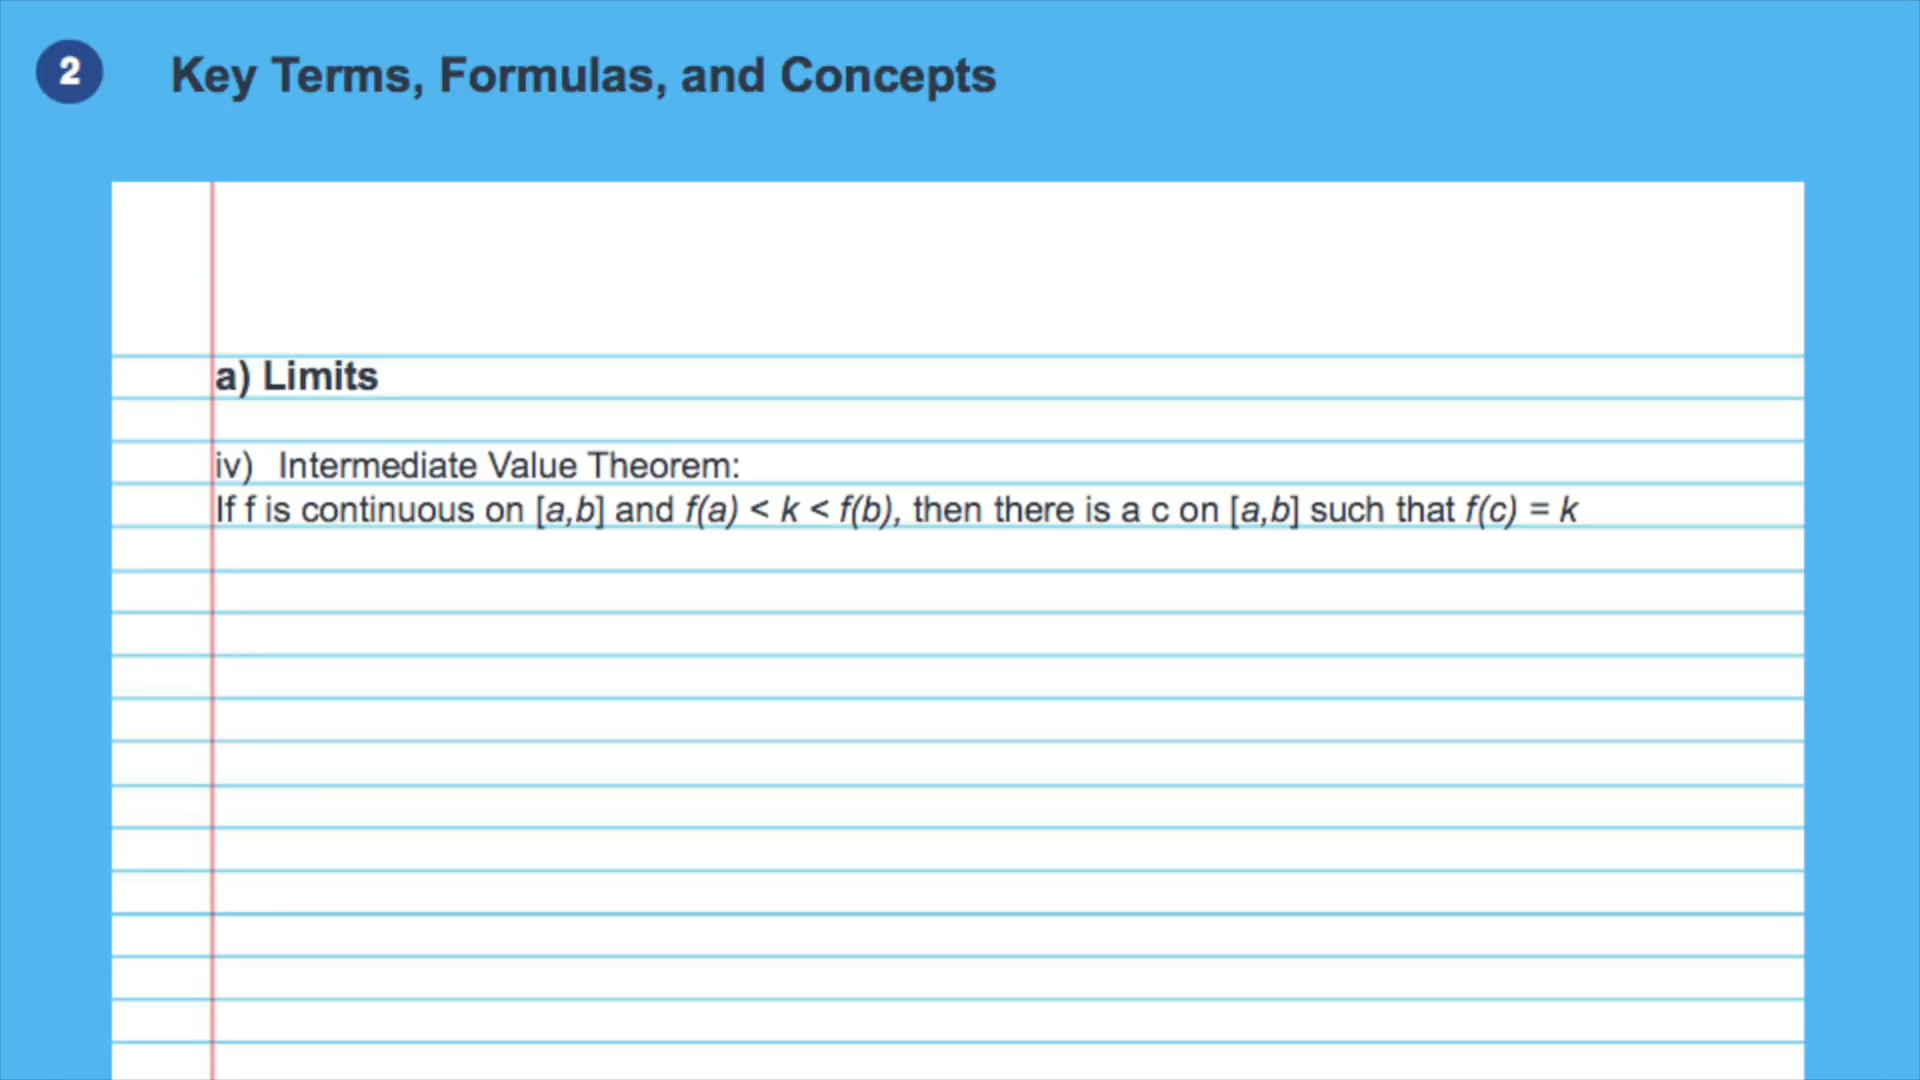 2
Key Terms, Formulas, and Concepts
a) Limits
iv) Intermediate Value Theorem:
If f is continuous on [a,b] and f(a) < k < f(b), then there is a c on [a,b] such that f(c) = k